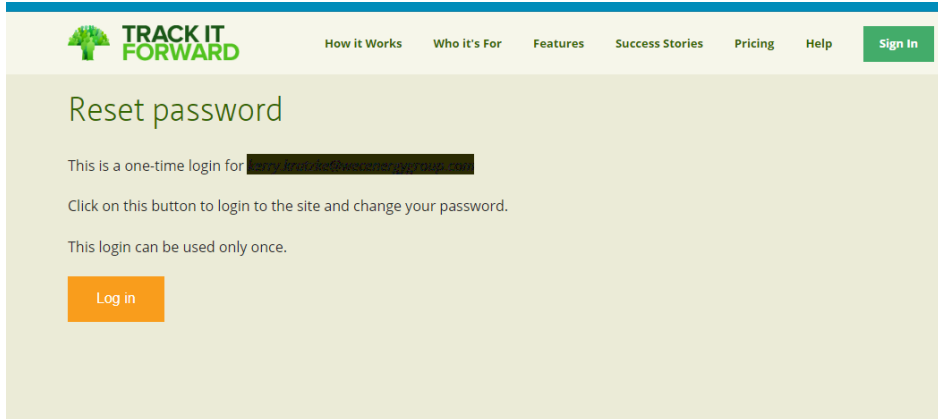 TRACK IT
FORWARD
How it Works Who it's For Features Success Stories Pricing Help Sign In
Reset password
This is a one-time login for
Click on this button to login to the site and change your password.
This login can be used only once.
Log in